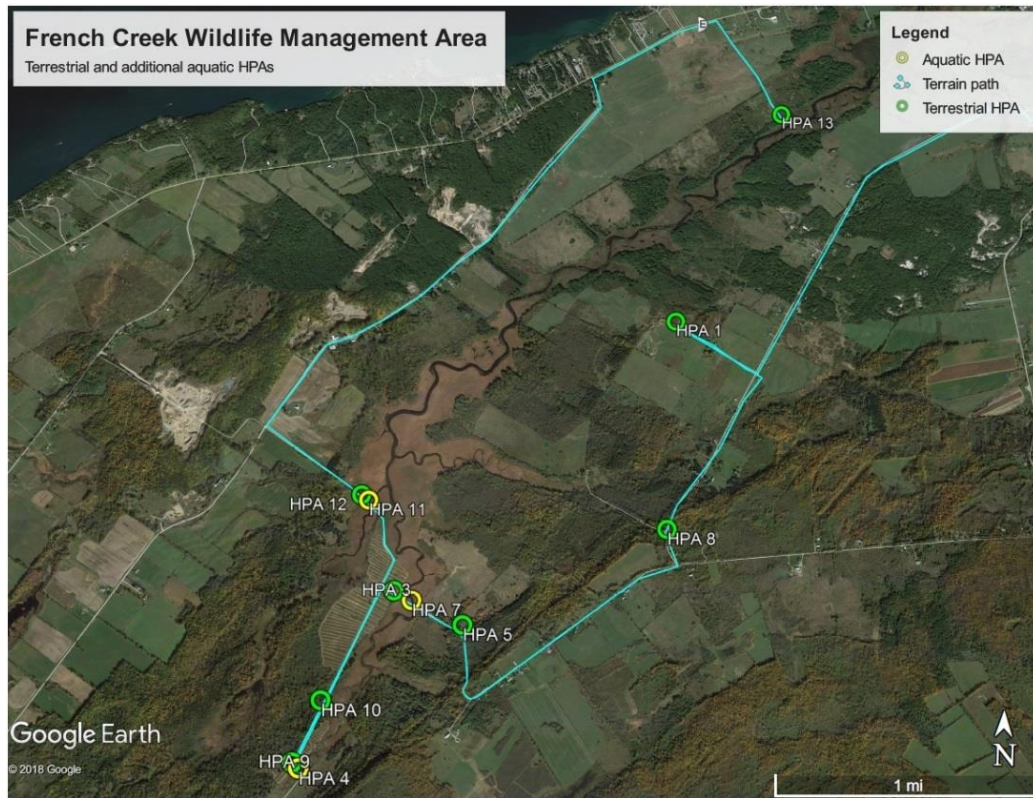 French Creek Wildlife Management Area
Terrestrial and additional aquatic HPAs
Legend
Aquatic HPA
Terrain path
Terrestrial HPA
HPA 13
HPA 1
HPA 12
HPA 11
HPA 8
HPA 3
HPA 7
HPA 5
HPA 10
HPA 9
HPA 4
Google Earth
© 2018 Google
N
1 mi